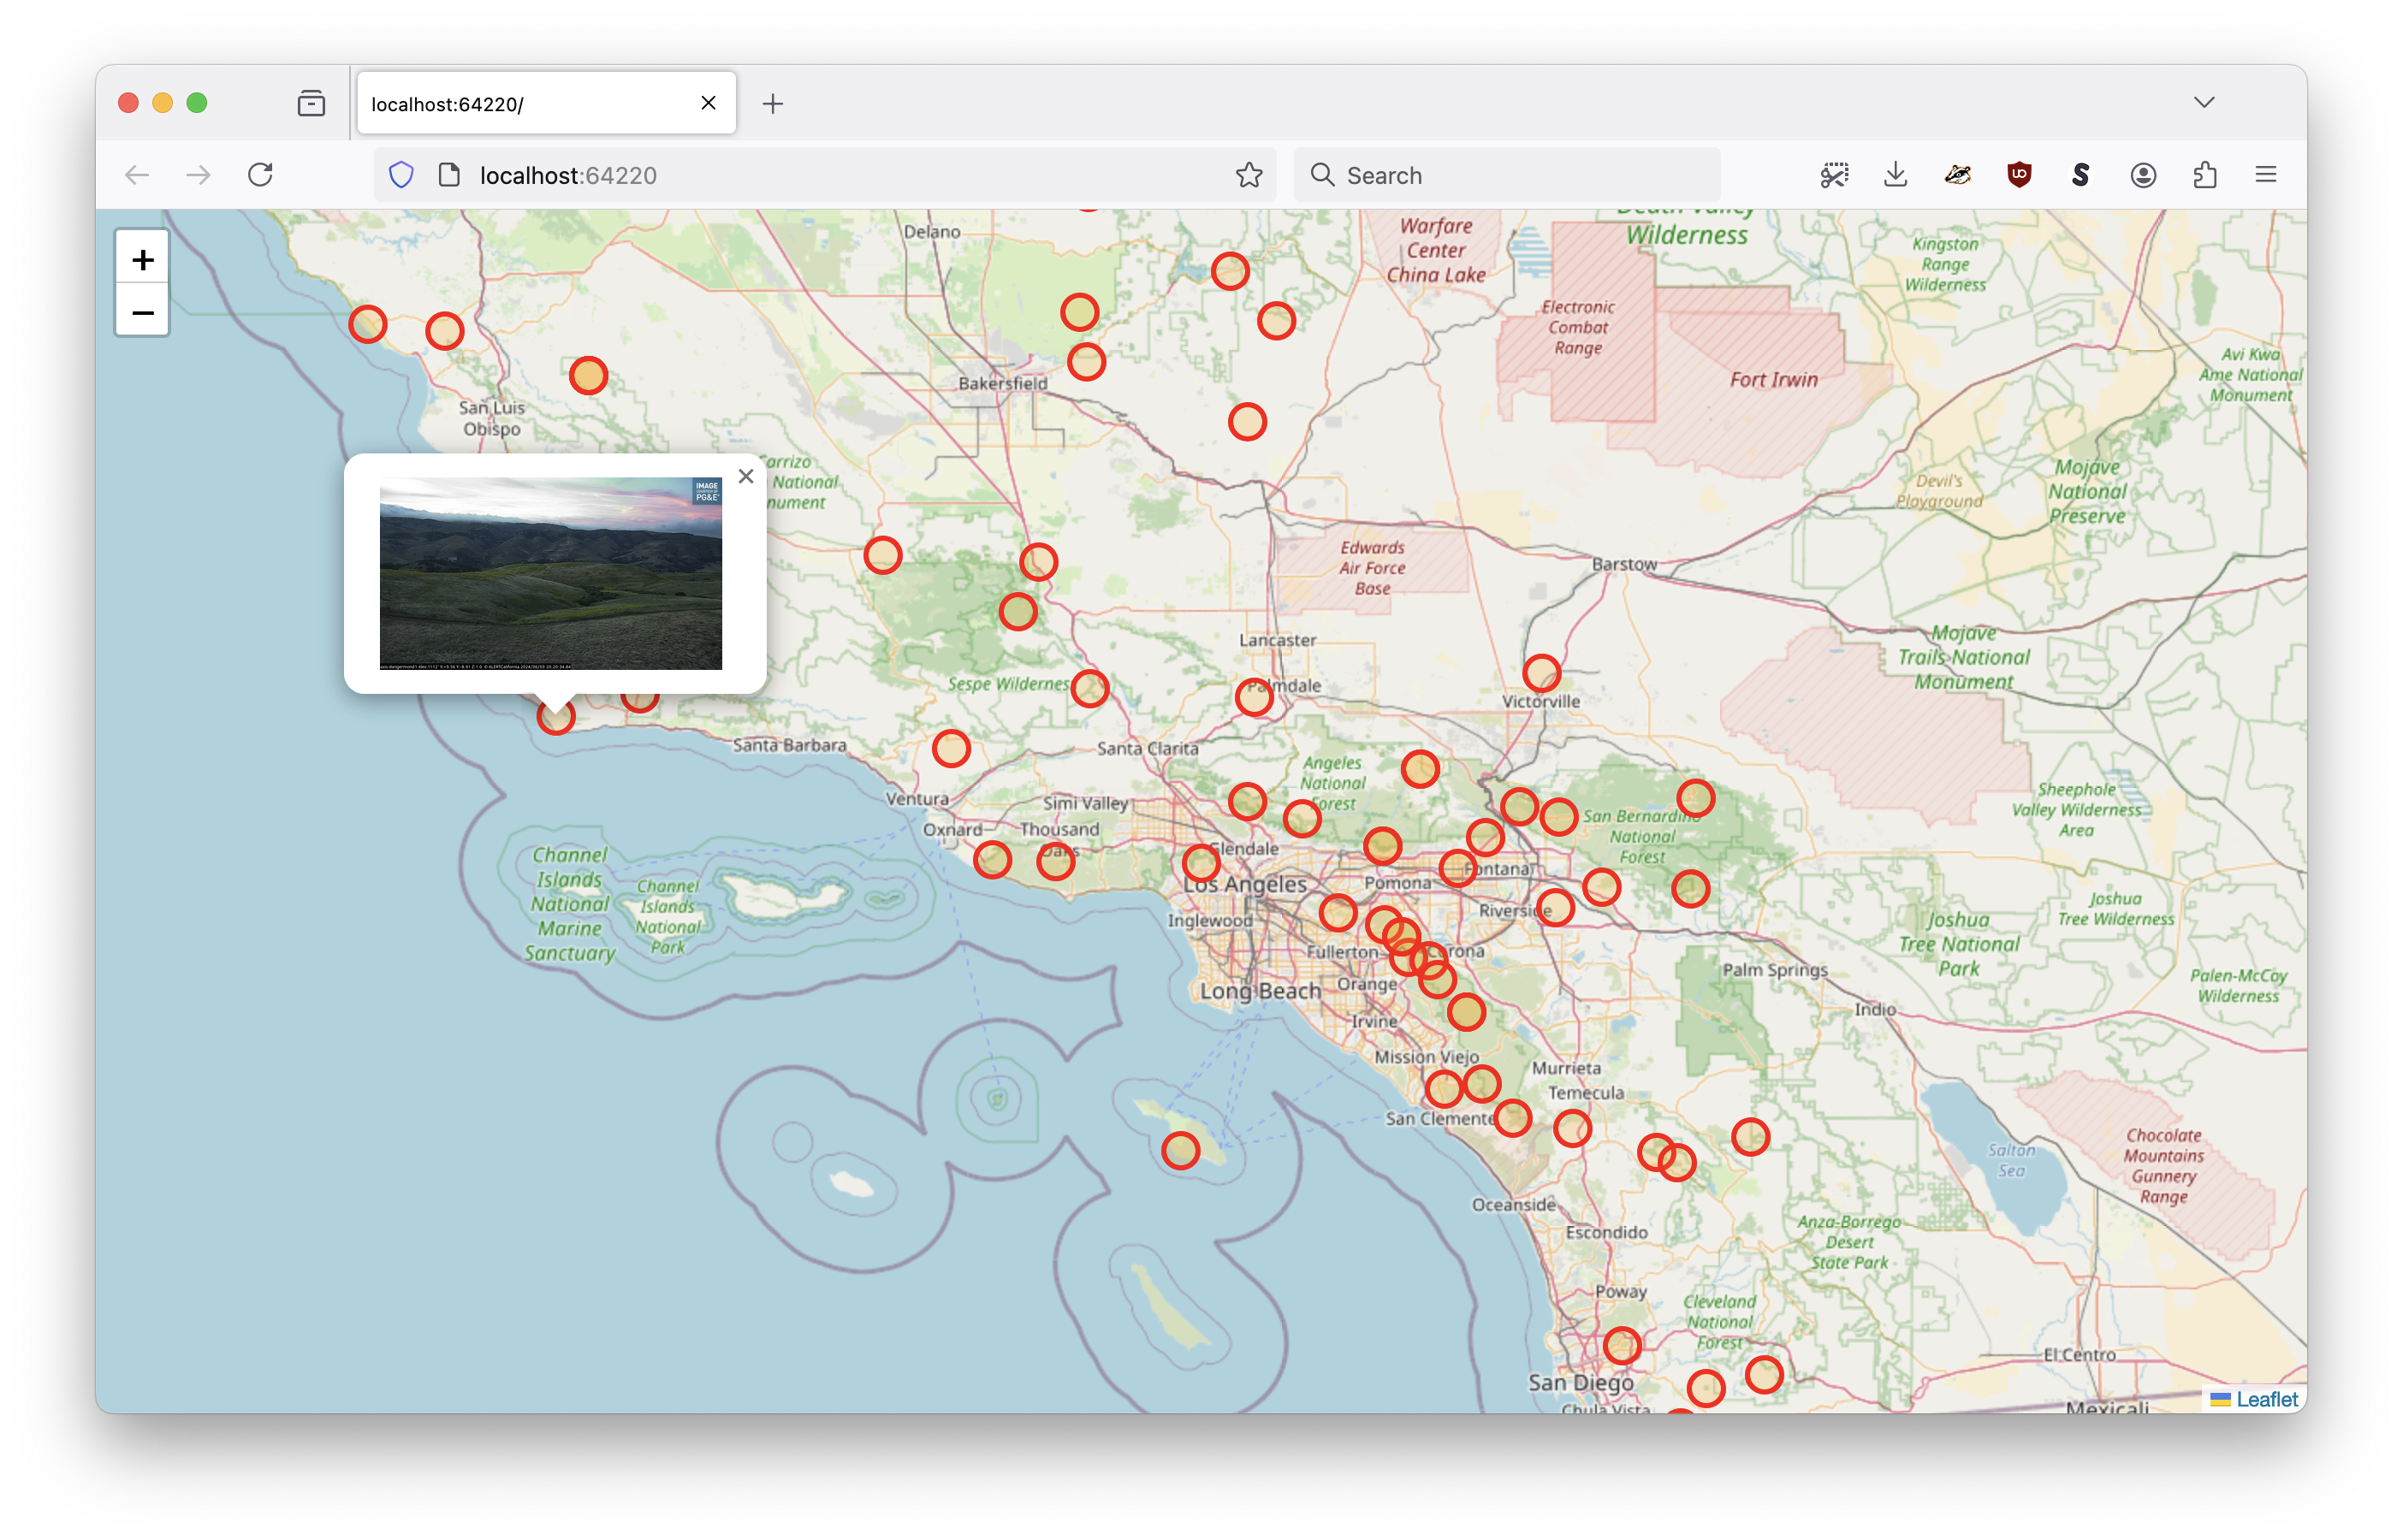 localhost:64220/
localhost:64220
Search
+
−
Delano
Warfare
Center
China Lake
Death Valley
Wilderness
Kingston
Range
Wilderness
Electronic
Combat
Range
Fort Irwin
Avi Kwa
Ame National
Monument
Bakersfield
San Luis
Obispo
Carrizo
National
nument
IMAGE
PG&E
Devil's
Playground
Mojave
National
Preserve
Edwards
Air Force
Base
Barstow
Lancaster
Mojave
Trails National
Monument
Sespe Wildernes
Palmdale
Victorville
Santa Barbara
Santa Clarita
Angeles
National
Forest
Ventura
Simi Valley
Sheephole
Valley Wilderness
Area
San Bernardino
National
Forest
Oxnard
Thousand
Oaks
Glendale
Channel
Islands
National
Marine
Sanctuary
Channel
Islands
National
Park
Los Angeles
Pomona
Fontana
Inglewood
Riverside
Joshua
Tree Wilderness
Joshua
Tree National
Park
Fullerton
Corona
Palm Springs
Palen-McCoy
Wilderness
Long Beach
Orange
Irvine
Indio
Mission Viejo
Murrieta
Temecula
San Clemente
Salton
Sea
Chocolate
Mountains
Gunnery
Range
Oceanside
Escondido
Anza-Borrego
Desert
State Park
Poway
Cleveland
National
Forest
El Centro
San Diego
Chula Vista
Mexicali
Leaflet